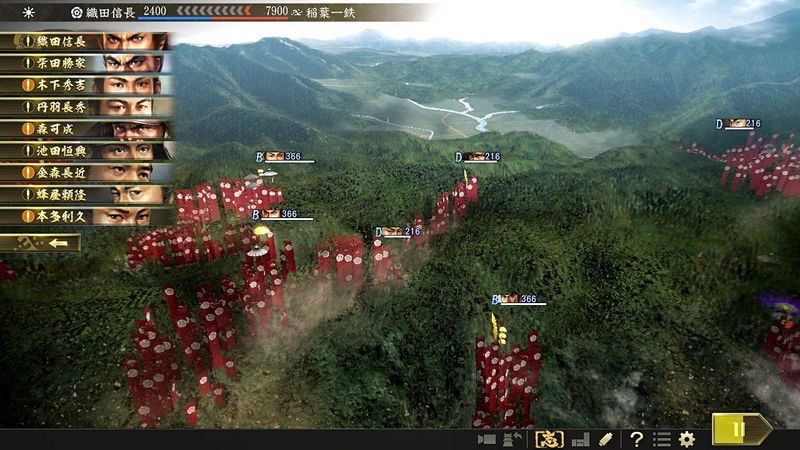 織田信長 2400 7900 稲葉一鉄
織田信長
柴田勝家
木下秀吉
丹羽長秀
森可成
池田恒興
金森長近
蜂屋頼隆
本多利久
D 216
B 366
D 216
B 366
D 216
B 366
?